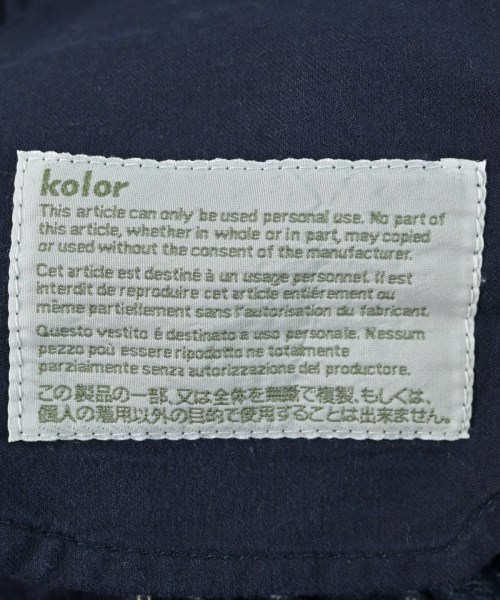 kolor
This article can only be used personal use. No part of
this article, whether in whole or in part, may copied
or used without the consent of the manufacturer.
Cet article est destiné à un usage personnel. Il est
interdit de reproduire cet article entiérement ou
même partiellement sans l'autorisation du fabricant.
Questo vestito é destinato a uso personale. Nessum
pezzo poü essere ripodotto ne totalmente
parzialmente senza autorizzazione del productore.
この製品の一部、又は全体を無断で複製、もしくは、
個人の着用以外の目的で使用することは出来ません。